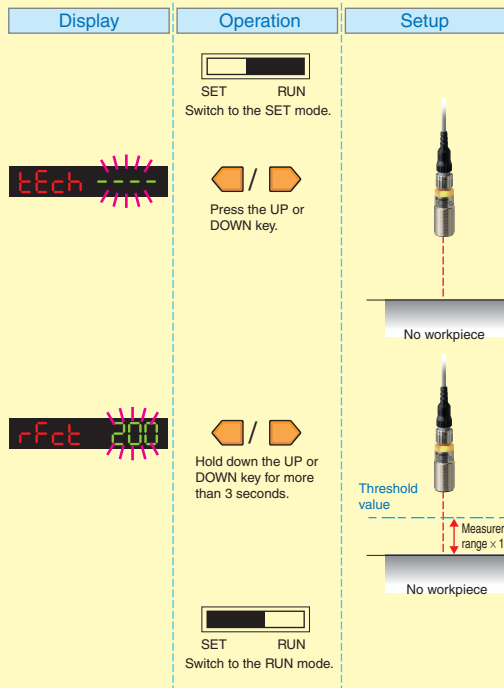 Display
Operation
Setup
SET RUN
Switch to the SET mode.
tEch ----
/
Press the UP or
DOWN key.
No workpiece
rFct 200
/
Hold down the UP or
DOWN key for more
than 3 seconds.
Threshold
value
range × 1
No workpiece
SET RUN
Switch to the RUN mode.